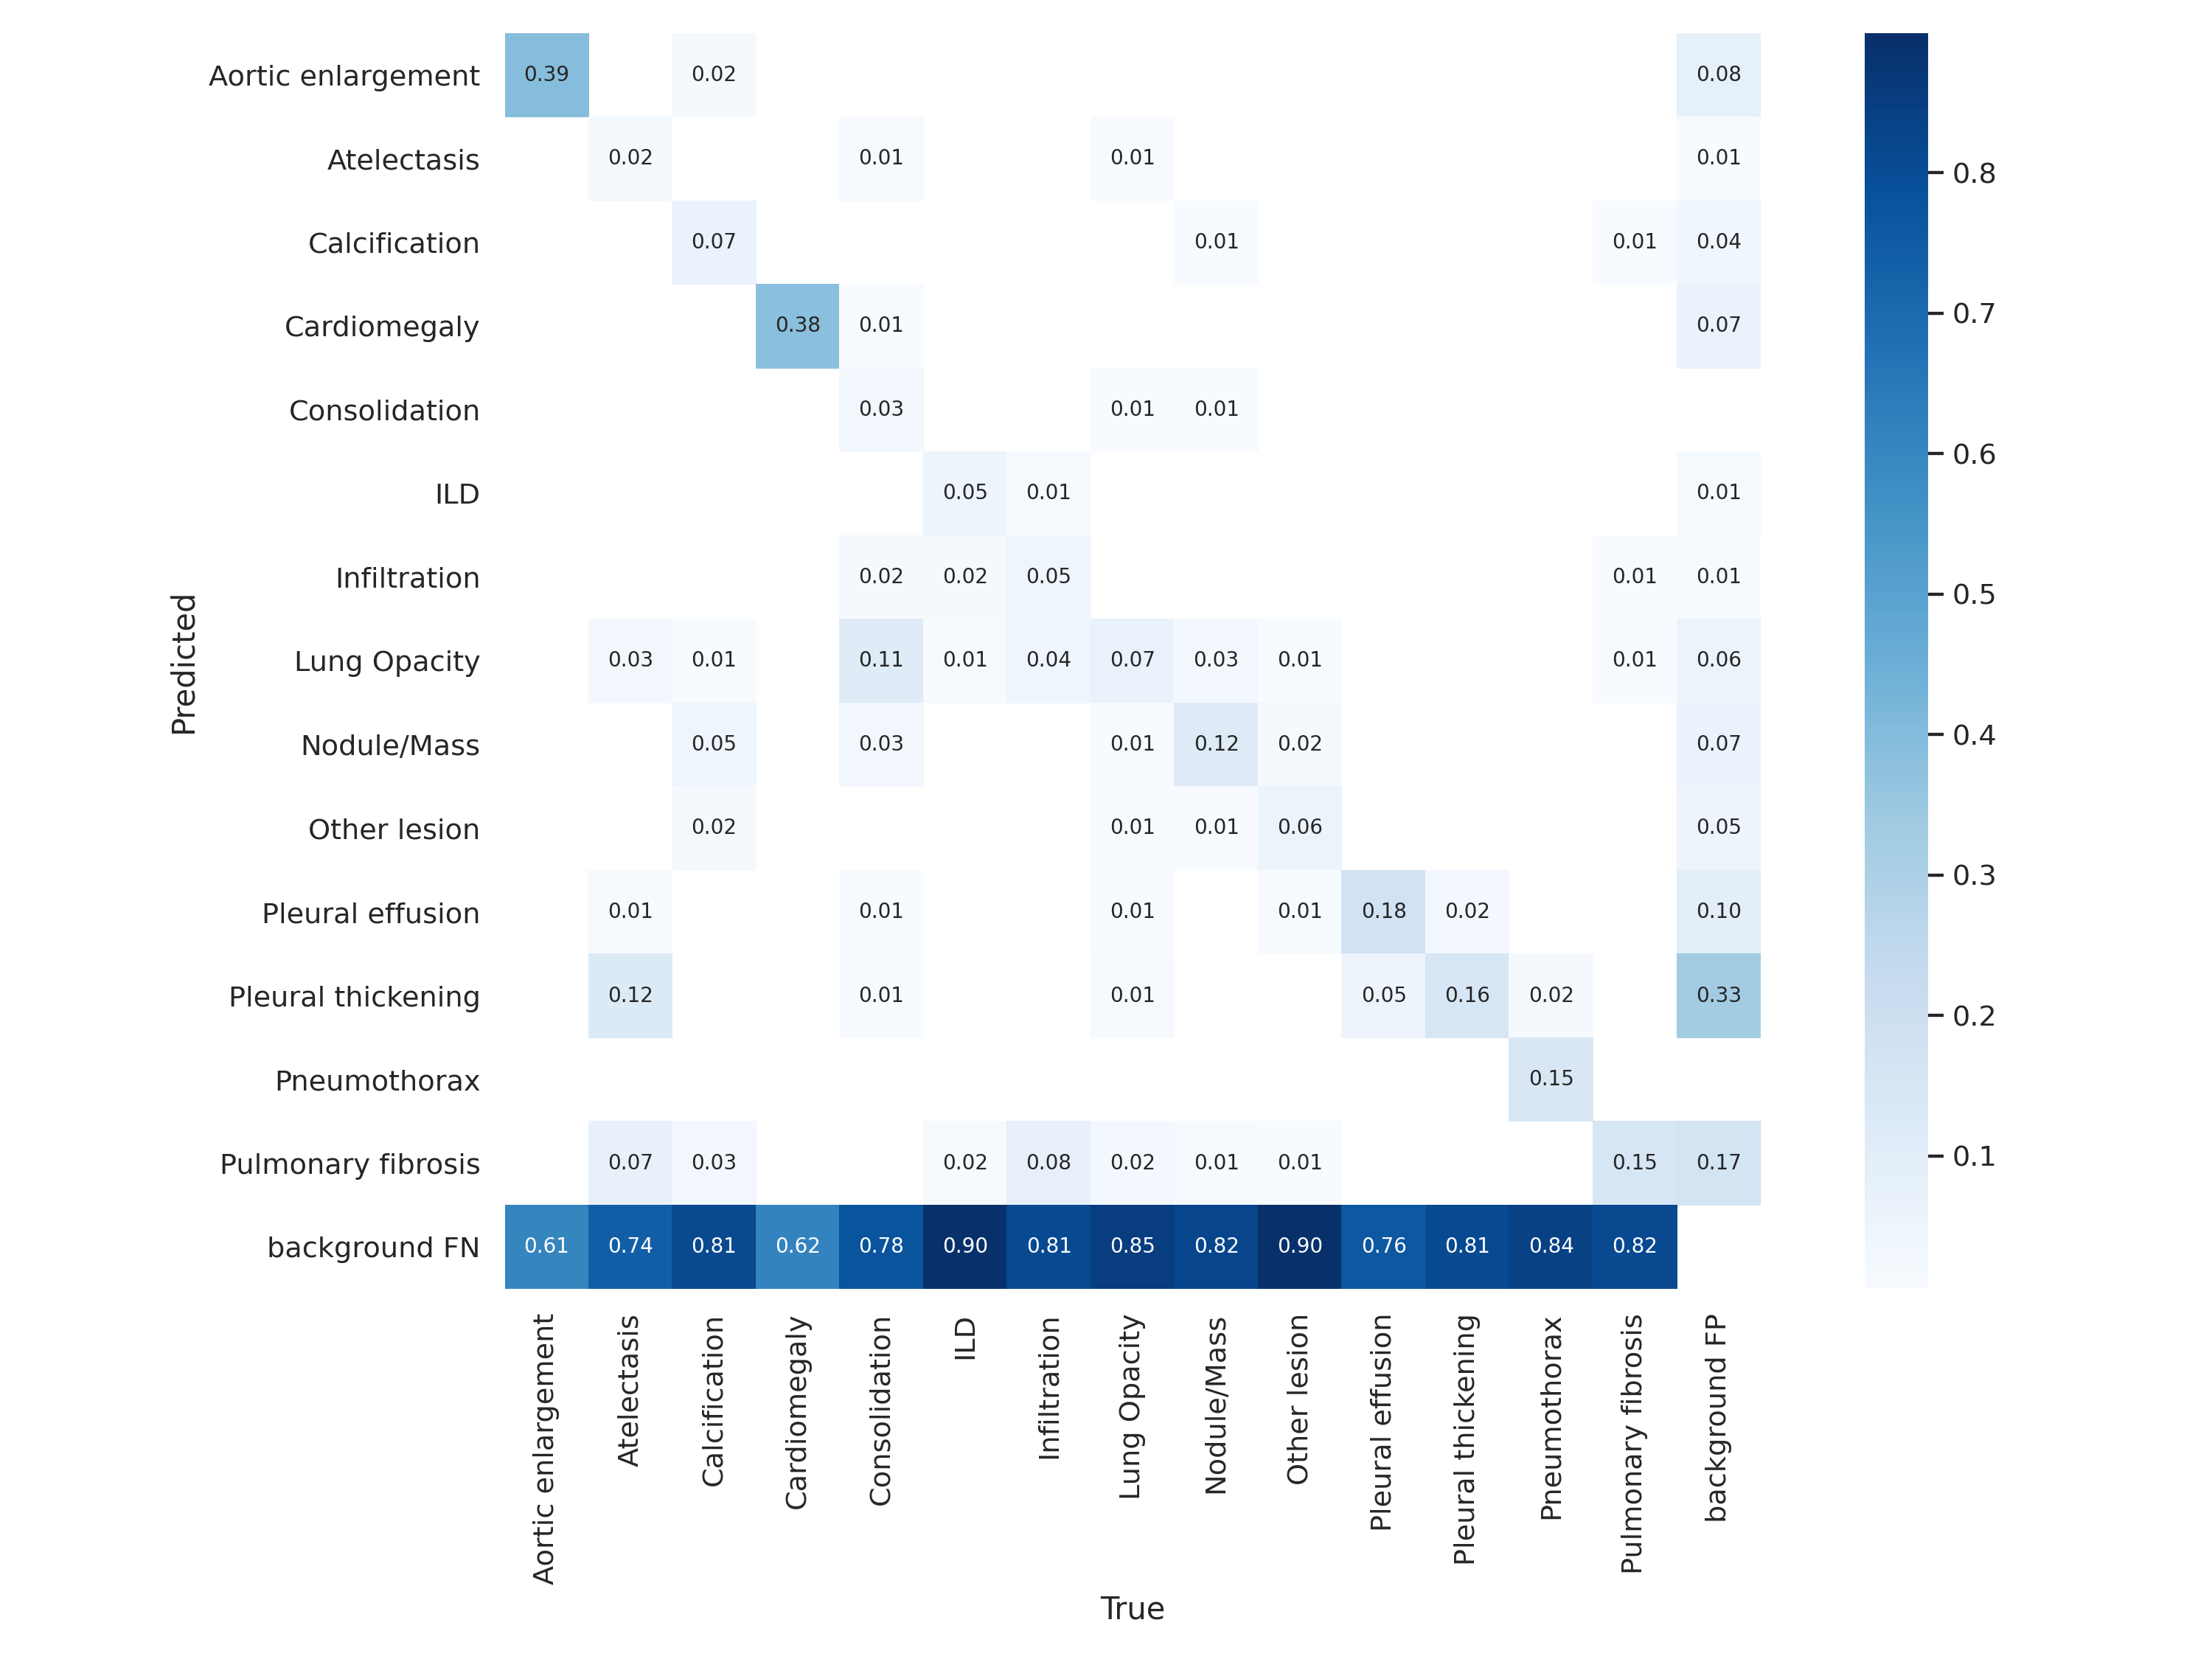 Aortic enlargement 0.39 0.02 0.08
Atelectasis 0.02 0.01 0.01 0.01
Calcification 0.07 0.01 0.01 0.04
Cardiomegaly 0.38 0.01 0.07
Consolidation 0.03 0.01 0.01
ILD 0.05 0.01 0.01
Infiltration 0.02 0.02 0.05 0.01 0.01
Lung Opacity 0.03 0.01 0.11 0.01 0.04 0.07 0.03 0.01 0.01 0.06
Nodule/Mass 0.05 0.03 0.01 0.12 0.02 0.07
Other lesion 0.02 0.01 0.01 0.06 0.05
Pleural effusion 0.01 0.01 0.01 0.01 0.18 0.02 0.10
Pleural thickening 0.12 0.01 0.01 0.05 0.16 0.02 0.33
Pneumothorax 0.15
Pulmonary fibrosis 0.07 0.03 0.02 0.08 0.02 0.01 0.01 0.15 0.17
background FN 0.61 0.74 0.81 0.62 0.78 0.90 0.81 0.85 0.82 0.90 0.76 0.81 0.84 0.82
Predicted
Aortic enlargement
Atelectasis
Calcification
Cardiomegaly
Consolidation
ILD
Infiltration
Lung Opacity
Nodule/Mass
Other lesion
Pleural effusion
Pleural thickening
Pneumothorax
Pulmonary fibrosis
background FP
True
0.8
0.7
0.6
0.5
0.4
0.3
0.2
0.1